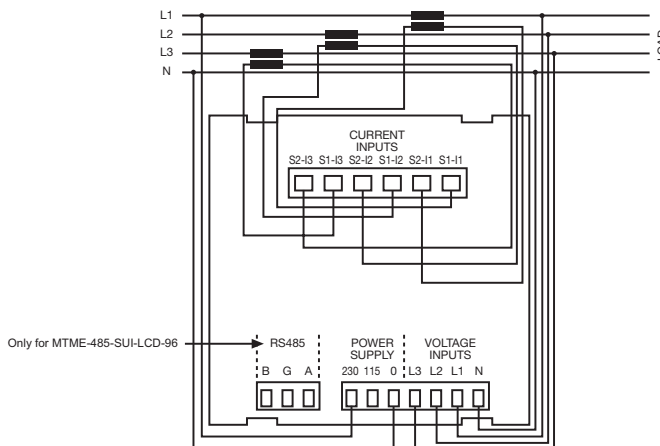 L1
L2
L3
N
LOAD
CURRENT
INPUTS
S2-I3 S1-I3 S2-I2 S1-I2 S2-I1 S1-I1
Only for MTME-485-SUI-LCD-96
RS485
POWER
SUPPLY
VOLTAGE
INPUTS
B G A
230 115 0 L3 L2 L1 N